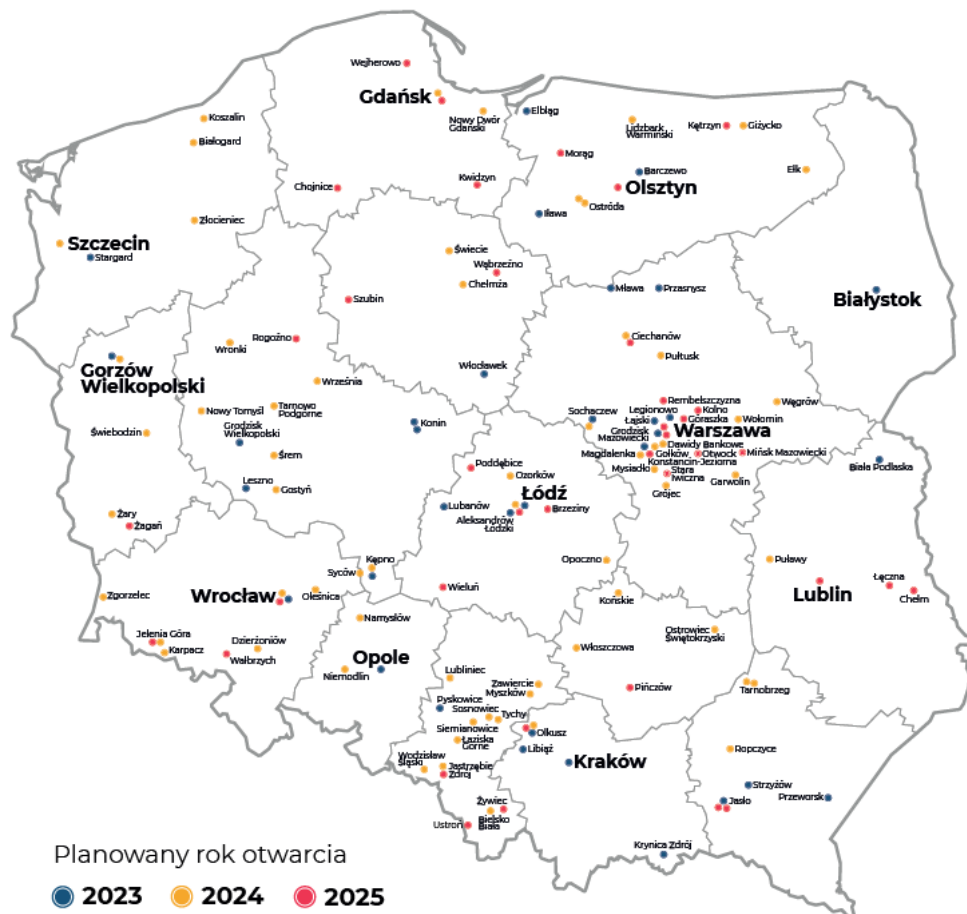 Wejherowo
Gdańsk
Nowy Dwór
Gdański
Elbląg
Lidzbark
Warmiński
Kętrzyn
Giżycko
Koszalin
Białogard
Morąg
Barczewo
Ełk
Chojnice
Kwidzyn
Olsztyn
Ostróda
Iława
Złocieniec
Szczecin
Stargard
Świecie
Wąbrzeźno
Chełmża
Szubin
Mława
Przasnysz
Białystok
Gorzów
Wielkopolski
Wronki
Rogoźno
Ciechanów
Pułtusk
Włocławek
Września
Nowy Tomyśl
Tarnowo
Podgorne
Grodzisk
Wielkopolski
Konin
Świebodzin
Śrem
Leszno
Gostyń
Sochaczew
Rembelszczyzna
Legionowo
Kolno
Łajski
Góraszka
Wołomin
Węgrów
Grodzisk
Mazowiecki
Warszawa
Dawidy Bankowe
Magdalenka
Gołków
Otwock
Mińsk Mazowiecki
Konstancin-Jeziorna
Mysiadło
Stara
Iwiczna
Garwolin
Grójec
Biała Podlaska
Poddębice
Ozorków
Łódź
Lubanów
Aleksandrów
Łódzki
Brzeziny
Żary
Żagań
Kępno
Syców
Opoczno
Puławy
Wieluń
Lublin
Łęczna
Chełm
Zgorzelec
Wrocław
Oleśnica
Końskie
Namysłów
Jelenia Góra
Karpacz
Dzierżoniów
Wałbrzych
Ostrowiec
Świętokrzyski
Włoszczowa
Opole
Niemodlin
Lubliniec
Zawiercie
Myszków
Pińczów
Tarnobrzeg
Pyskowice
Sosnowiec
Tychy
Siemianowice
Łaziska
Górne
Olkusz
Libiąż
Kraków
Ropczyce
Wodzisław
Śląski
Jastrzębie
Zdrój
Strzyżów
Jasło
Przeworsk
Żywiec
Bielsko
Biała
Ustroń
Krynica Zdrój
Planowany rok otwarcia
2023
2024
2025